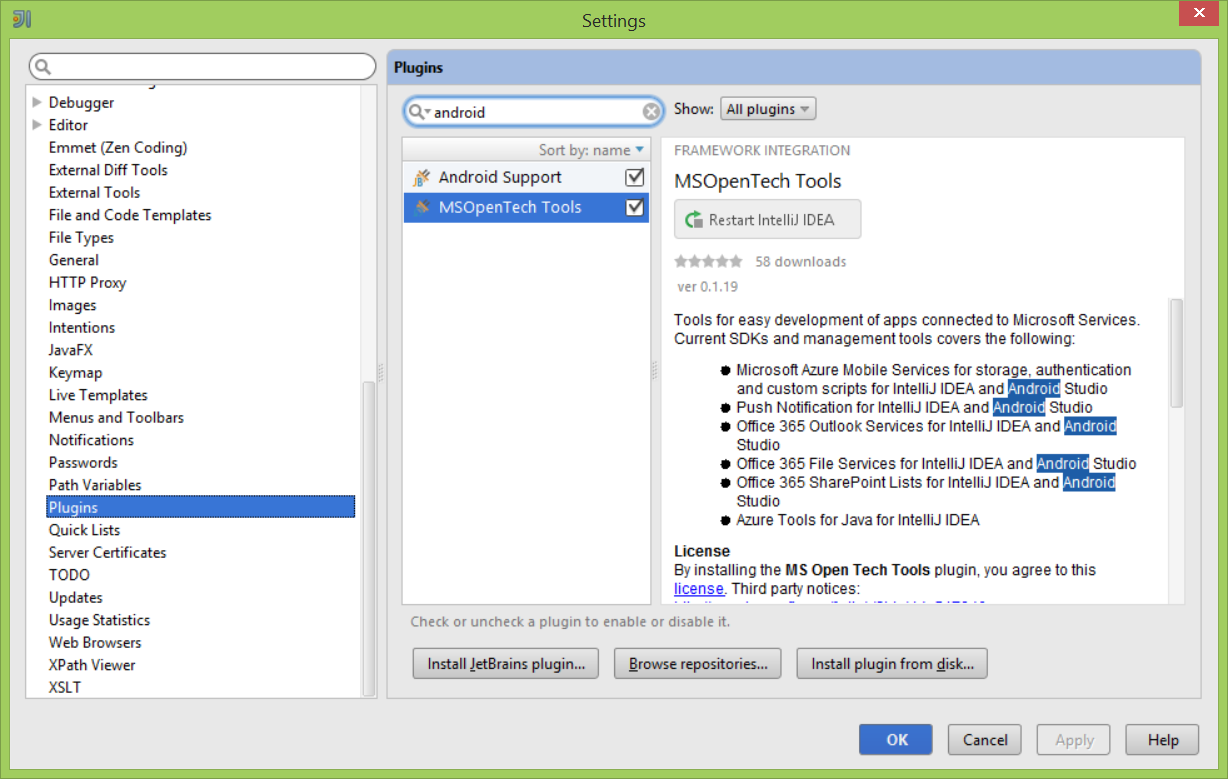 Settings
Debugger
Editor
Emmet (Zen Coding)
External Diff Tools
External Tools
File and Code Templates
File Types
General
HTTP Proxy
Images
Intentions
JavaFX
Keymap
Live Templates
Menus and Toolbars
Notifications
Passwords
Path Variables
Plugins
Quick Lists
Server Certificates
TODO
Updates
Usage Statistics
Web Browsers
XPath Viewer
XSLT
Plugins
android
Show: All plugins
Sort by: name
Android Support
MSOpenTech Tools
FRAMEWORK INTEGRATION
MSOpenTech Tools
Restart IntelliJ IDEA
58 downloads
ver 0.1.19
Tools for easy development of apps connected to Microsoft Services.
Current SDKs and management tools covers the following:
Microsoft Azure Mobile Services for storage, authentication
and custom scripts for IntelliJ IDEA and Android Studio
Push Notification for IntelliJ IDEA and Android Studio
Office 365 Outlook Services for IntelliJ IDEA and Android
Studio
Office 365 File Services for IntelliJ IDEA and Android Studio
Office 365 SharePoint Lists for IntelliJ IDEA and Android
Studio
Azure Tools for Java for IntelliJ IDEA
License
By installing the MS Open Tech Tools plugin, you agree to this
license. Third party notices:
Check or uncheck a plugin to enable or disable it.
Install JetBrains plugin... Browse repositories... Install plugin from disk...
OK Cancel Apply Help